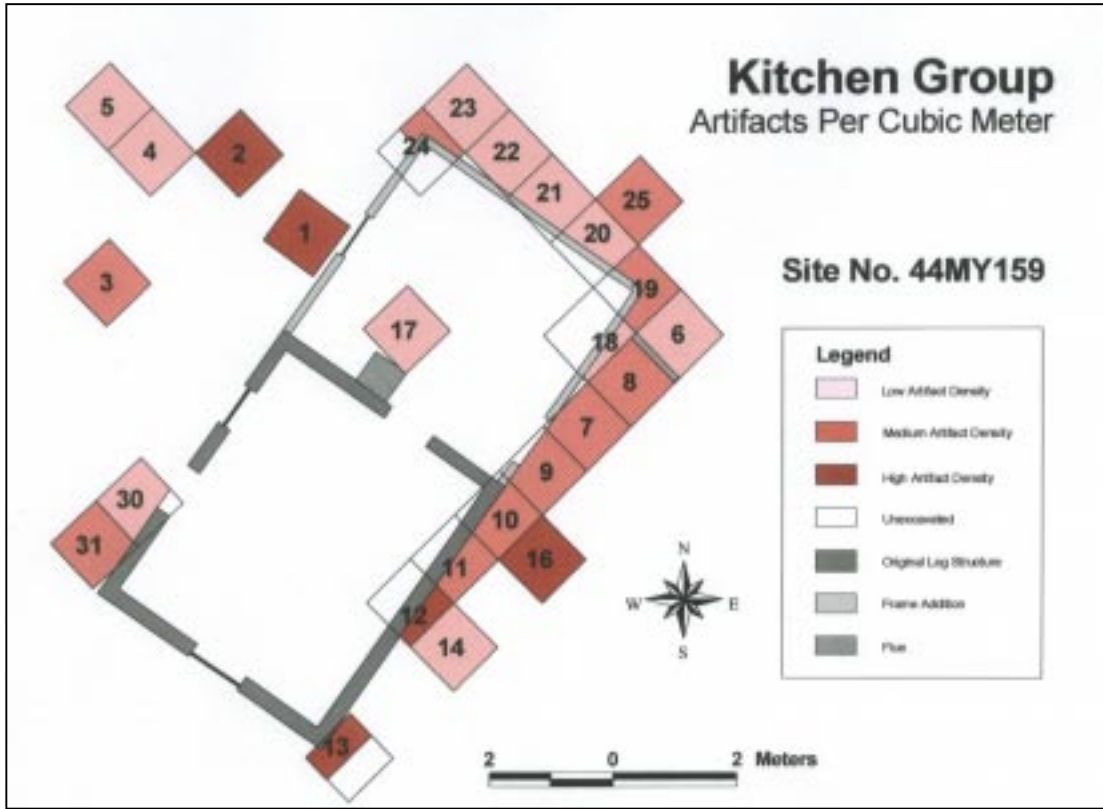 Kitchen Group
Artifacts Per Cubic Meter
Site No. 44MY159
Legend
Low Artifact Density
Medium Artifact Density
High Artifact Density
Unexcavated
Original Log Structure
Frame Addition
Flue
5
4
2
1
3
23
24
22
21
25
20
19
6
18
8
17
7
9
10
16
11
12
14
30
31
13
N
W
E
S
2
0
2
Meters